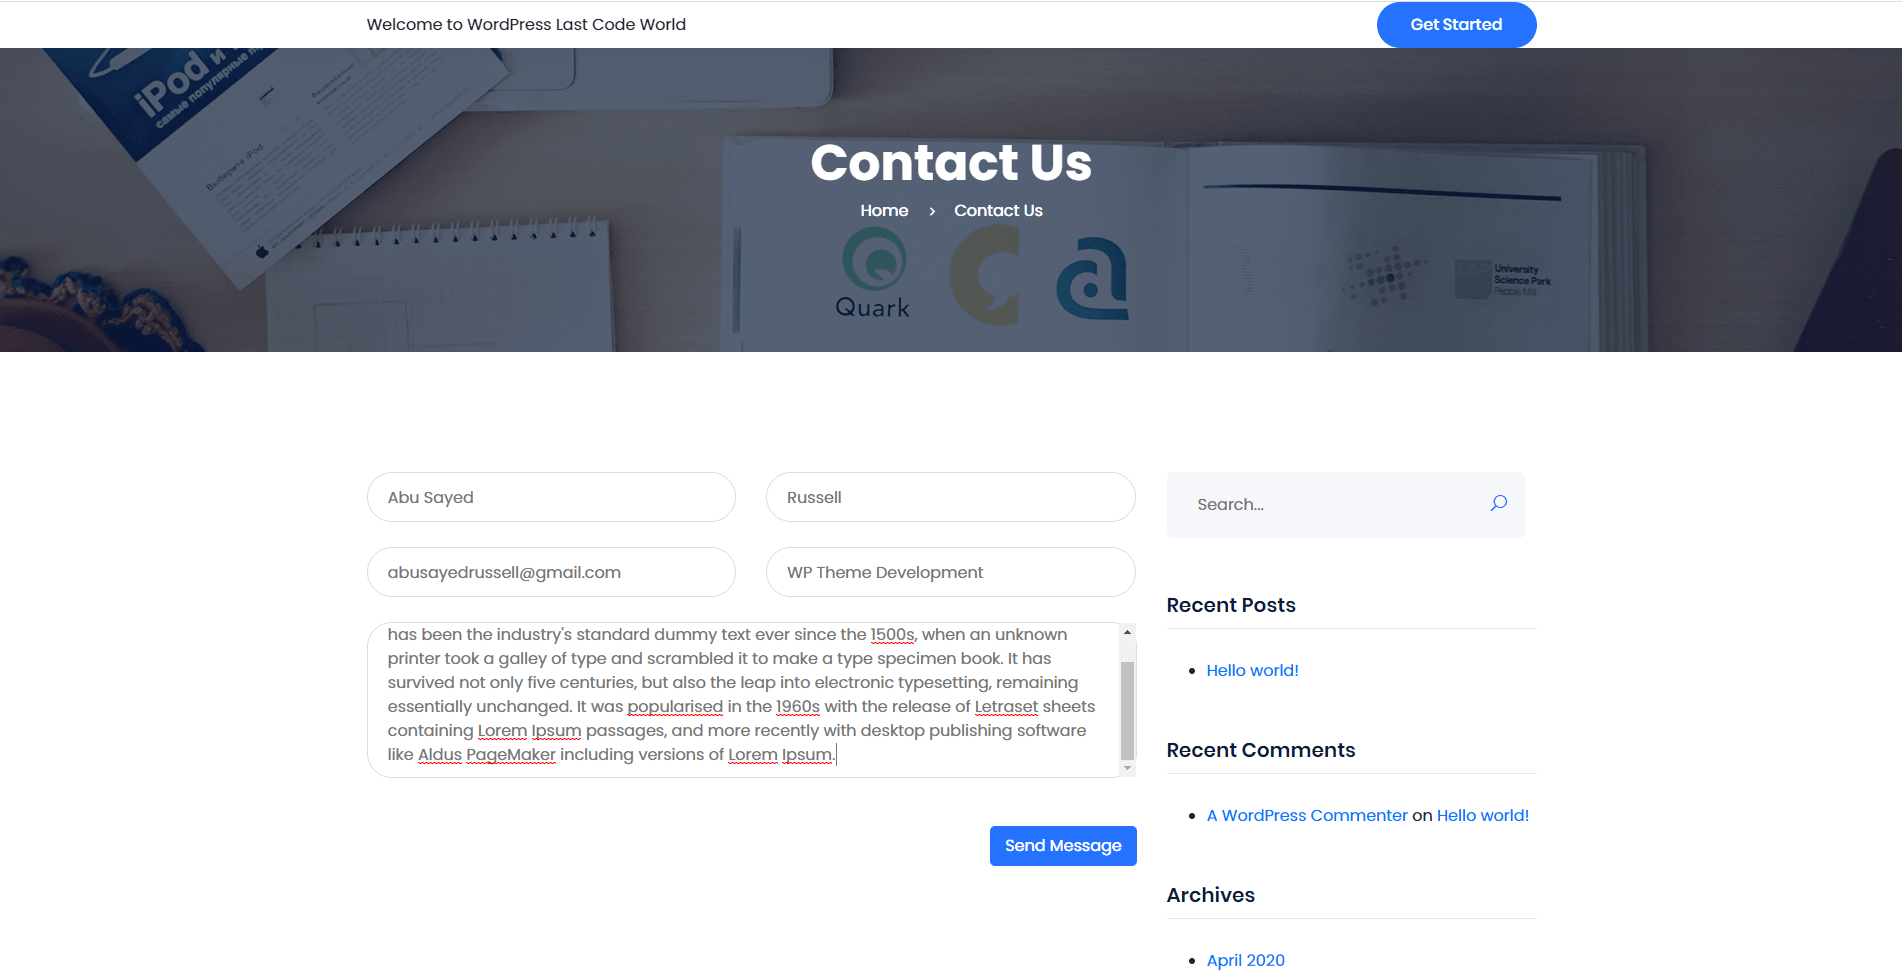 Welcome to WordPress Last Code World
Get Started
iPod и
самые популярные
Выберите iPod
Contact Us
Home > Contact Us
Quark
University
Science Park
Pebble Mill
Abu Sayed
Russell
abusayedrussell@gmail.com
WP Theme Development
has been the industry's standard dummy text ever since the 1500s, when an unknown
printer took a galley of type and scrambled it to make a type specimen book. It has
survived not only five centuries, but also the leap into electronic typesetting, remaining
essentially unchanged. It was popularised in the 1960s with the release of Letraset sheets
containing Lorem Ipsum passages, and more recently with desktop publishing software
like Aldus PageMaker including versions of Lorem Ipsum.
Send Message
Search...
Recent Posts
Hello world!
Recent Comments
A WordPress Commenter on Hello world!
Archives
April 2020